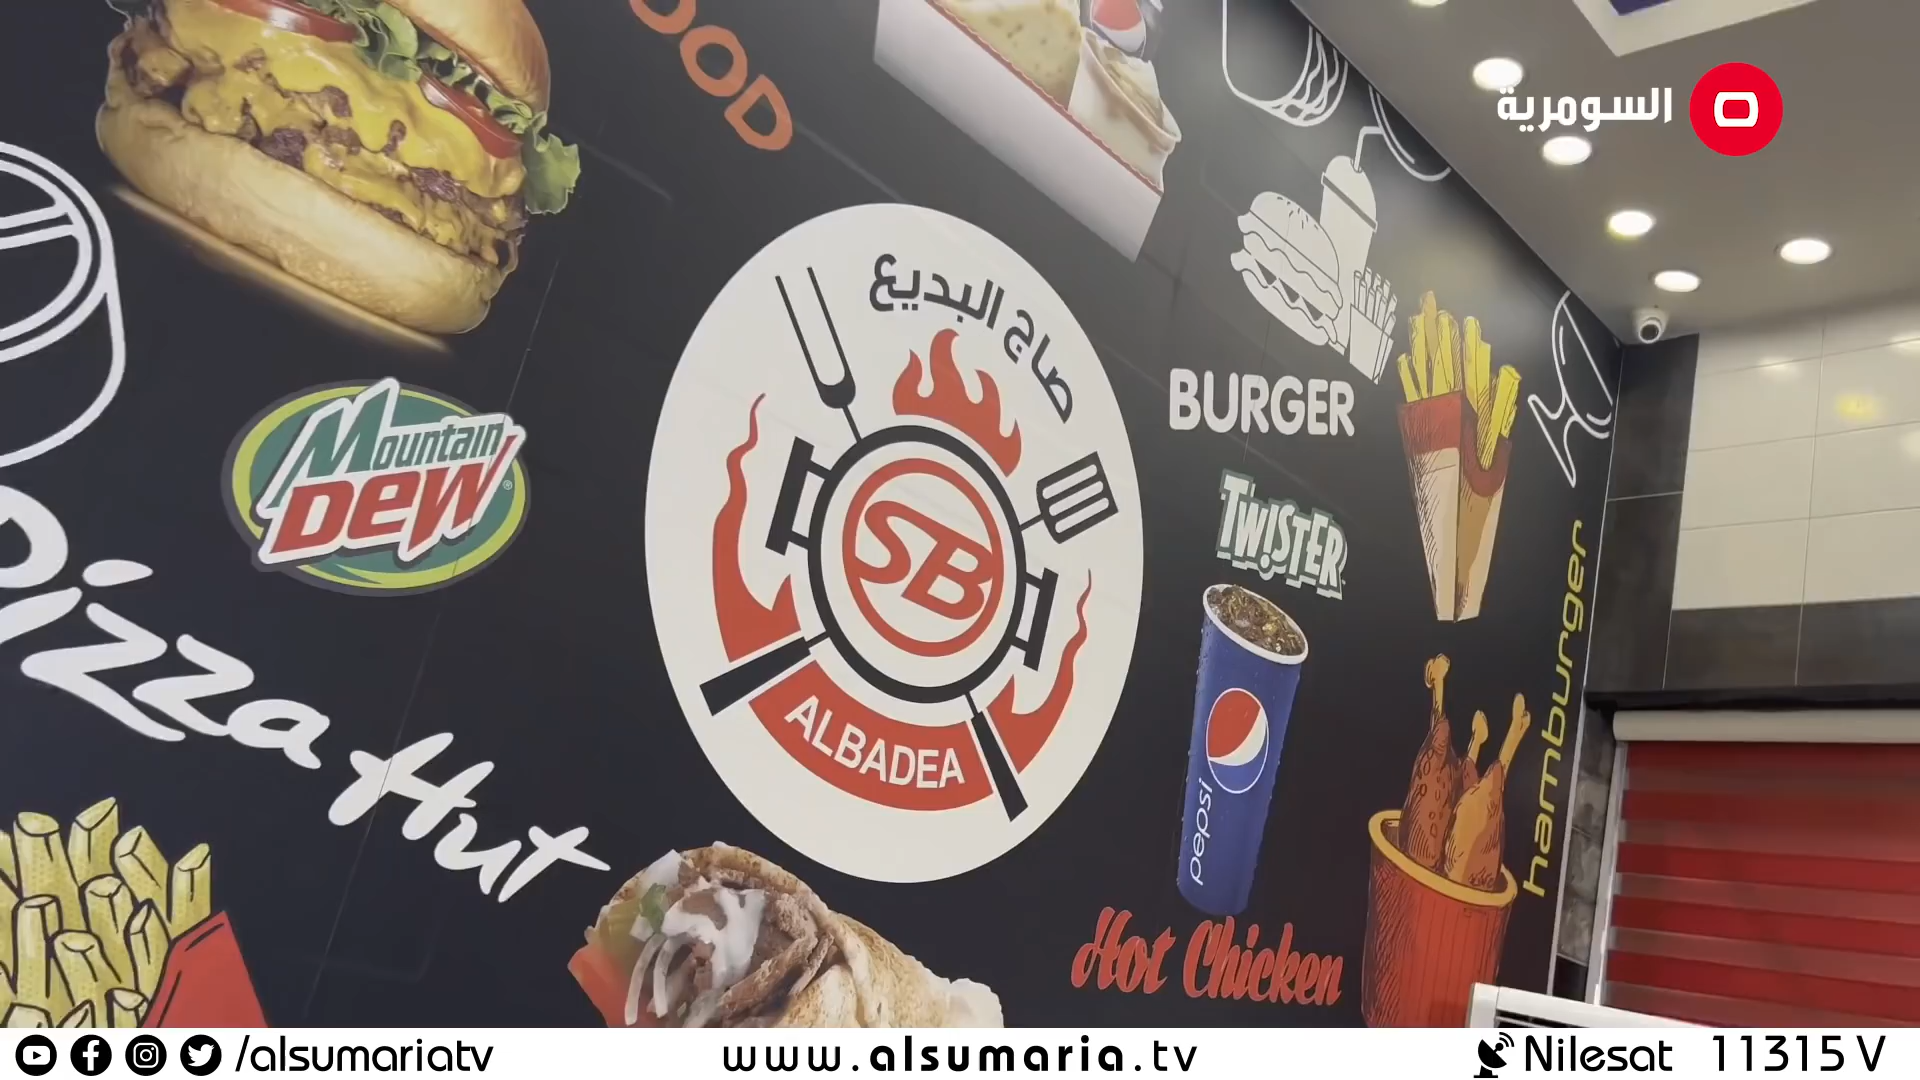 OOD
السومرية
صاج البديع
SB
ALBADEA
Mountain
Dew
®
Pizza Hut
BURGER
TWISTER
pepsi
Hot Chicken
hamburger
/alsumariatv
www.alsumaria.tv
Nilesat 11315 V